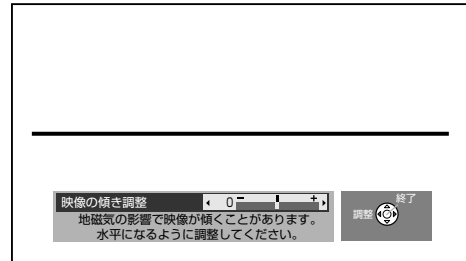 映像の傾き調整 0 - +
地磁気の影響で映像が傾くことがあります。
水平になるように調整してください。
終了
調整